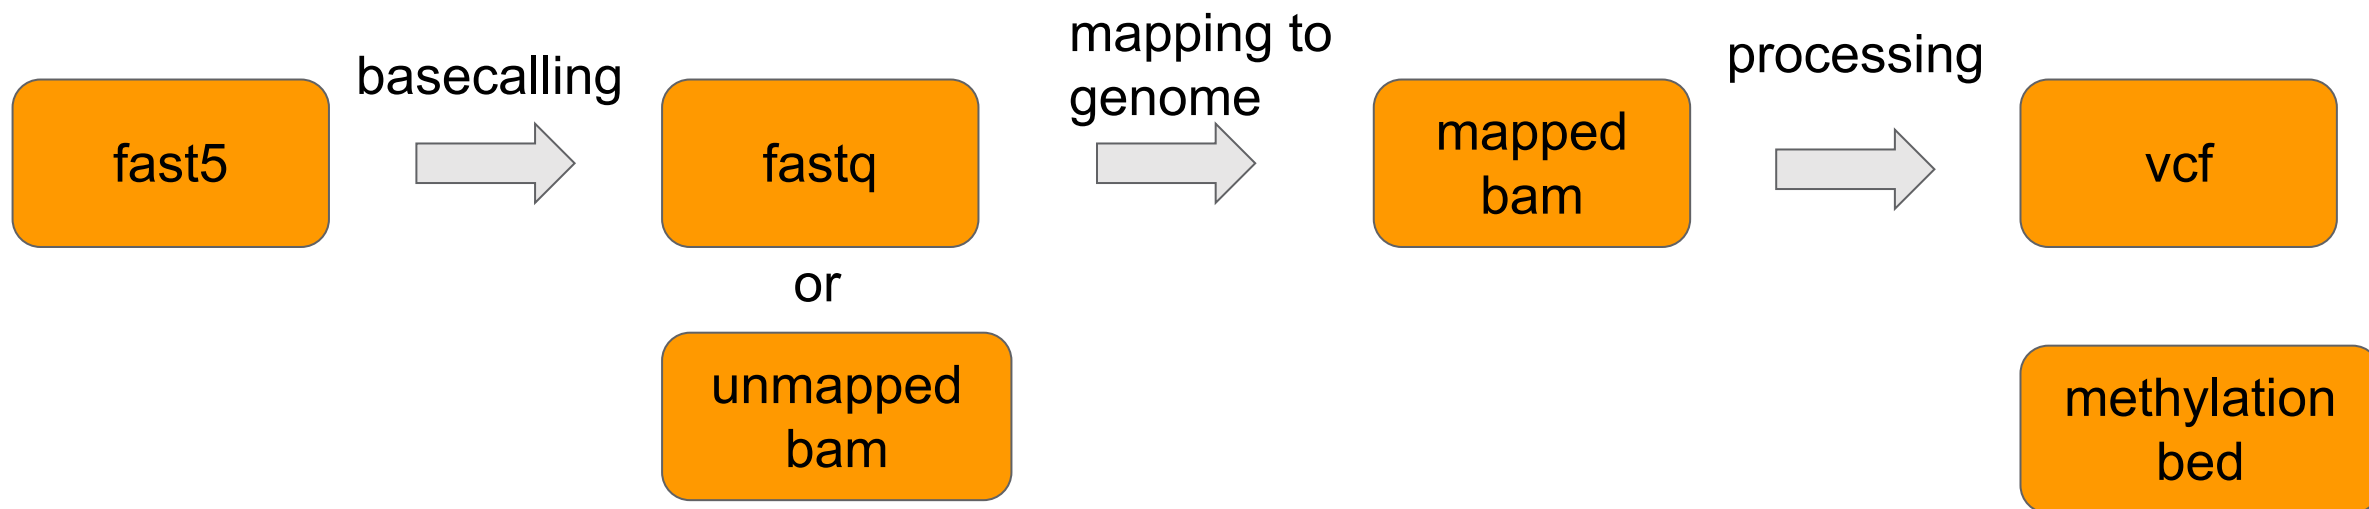 fast5
basecalling
fastq
or
unmapped
bam
mapping to
genome
mapped
bam
processing
vcf
methylation
bed